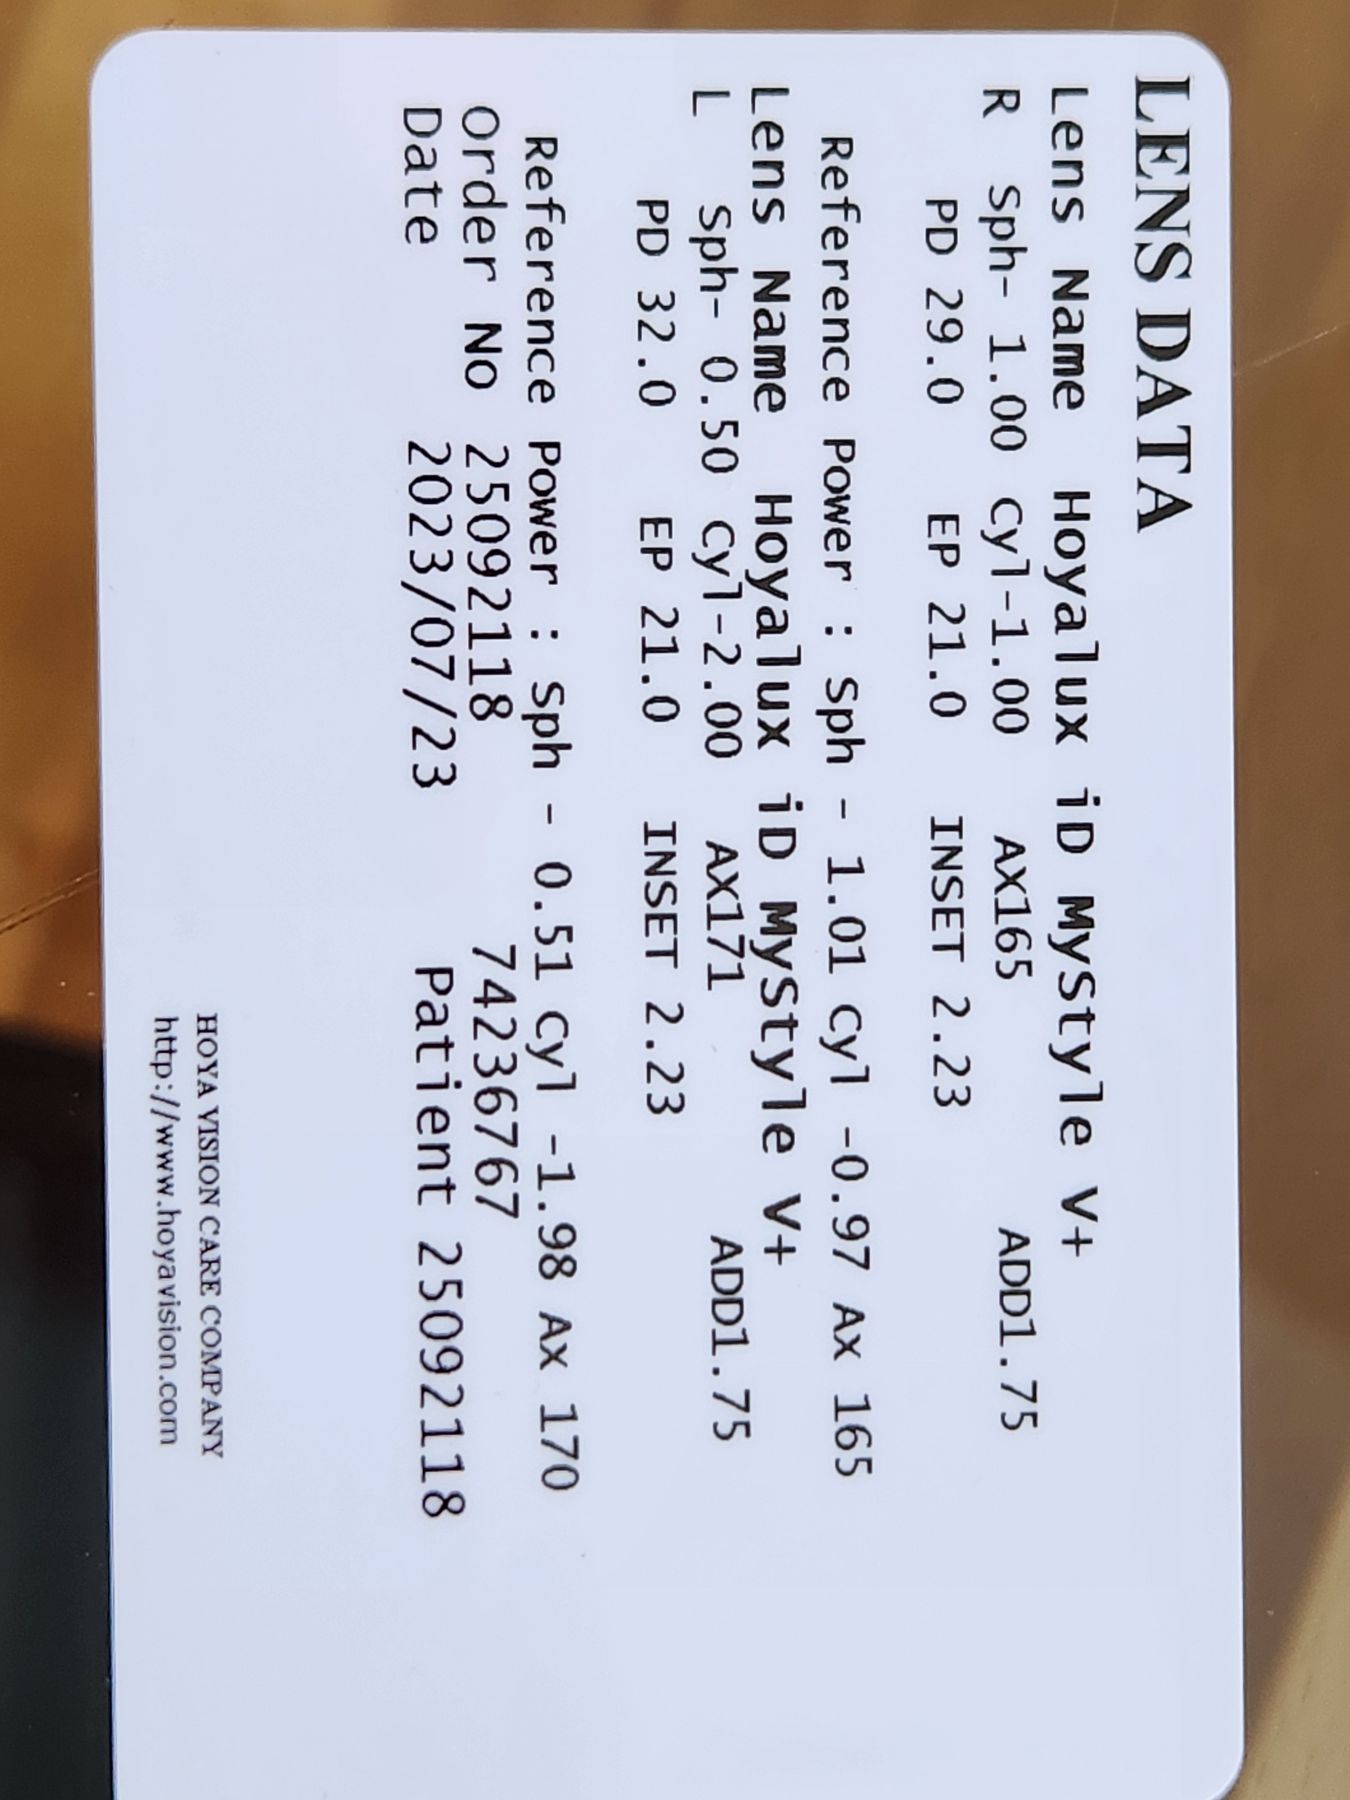 LENS DATA
Lens Name Hoyalux iD MyStyle V+
R Sph- 1.00 Cyl-1.00 AX165 ADD1.75
PD 29.0 EP 21.0 INSET 2.23
Reference Power : Sph - 1.01 Cyl -0.97 Ax 165
Lens Name Hoyalux iD MyStyle V+
L Sph- 0.50 Cyl-2.00 AX171 ADD1.75
PD 32.0 EP 21.0 INSET 2.23
Reference Power : Sph - 0.51 Cyl -1.98 Ax 170
Order No 25092118 74236767
Date 2023/07/23 Patient 25092118
HOYA VISION CARE COMPANY
http://www.hoyavision.com